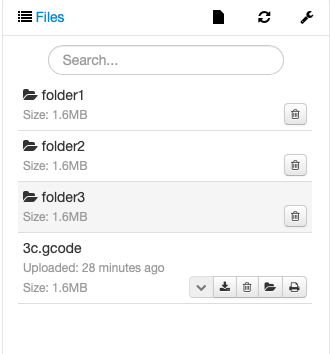 Files
Search...
folder1
Size: 1.6MB
folder2
Size: 1.6MB
folder3
Size: 1.6MB
3c.gcode
Uploaded: 28 minutes ago
Size: 1.6MB